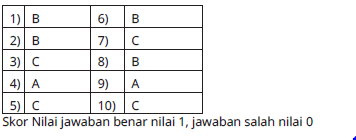 1) B 6) B
2) B 7) C
3) C 8) B
4) A 9) A
5) C 10) C
Skor Nilai jawaban benar nilai 1, jawaban salah nilai 0